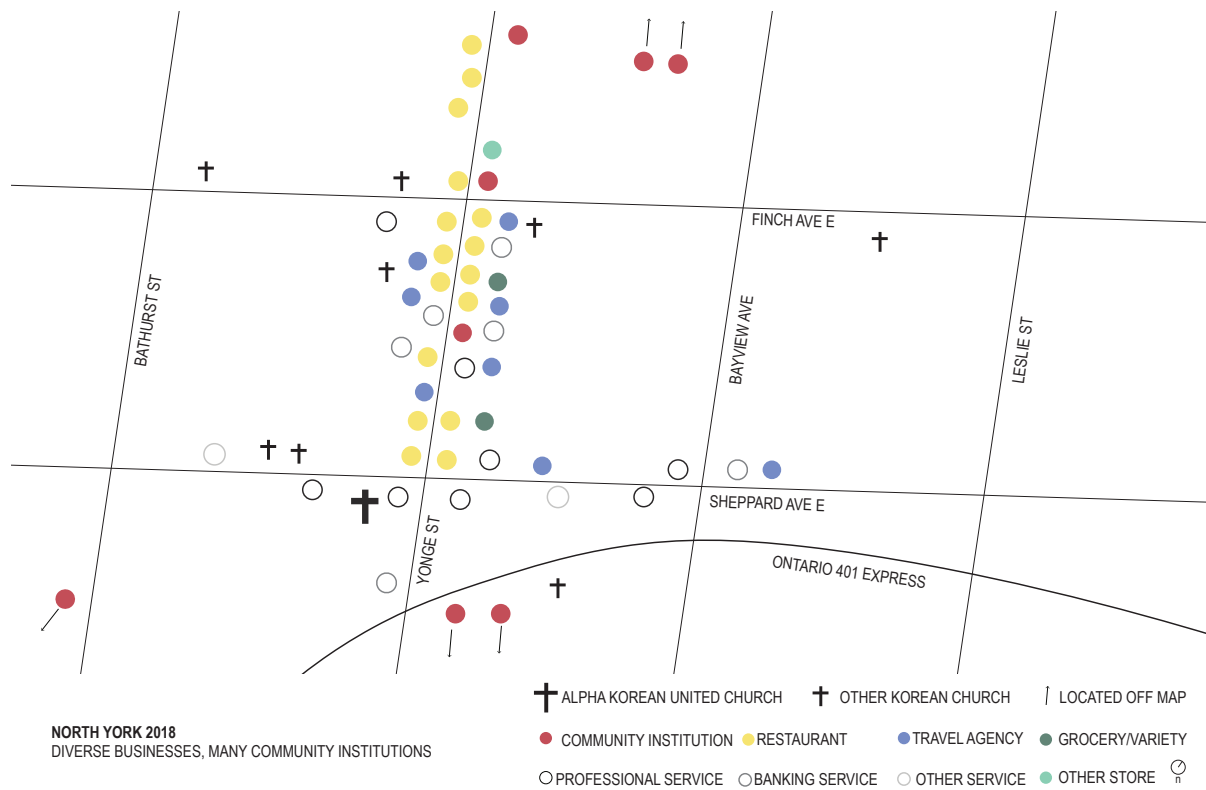 FINCH AVE E
BATHURST ST
BAYVIEW AVE
LESLIE ST
SHEPPARD AVE E
YONGE ST
ONTARIO 401 EXPRESS
ALPHA KOREAN UNITED CHURCH
OTHER KOREAN CHURCH
LOCATED OFF MAP
NORTH YORK 2018
DIVERSE BUSINESSES, MANY COMMUNITY INSTITUTIONS
COMMUNITY INSTITUTION
RESTAURANT
TRAVEL AGENCY
GROCERY/VARIETY
PROFESSIONAL SERVICE
BANKING SERVICE
OTHER SERVICE
OTHER STORE
n